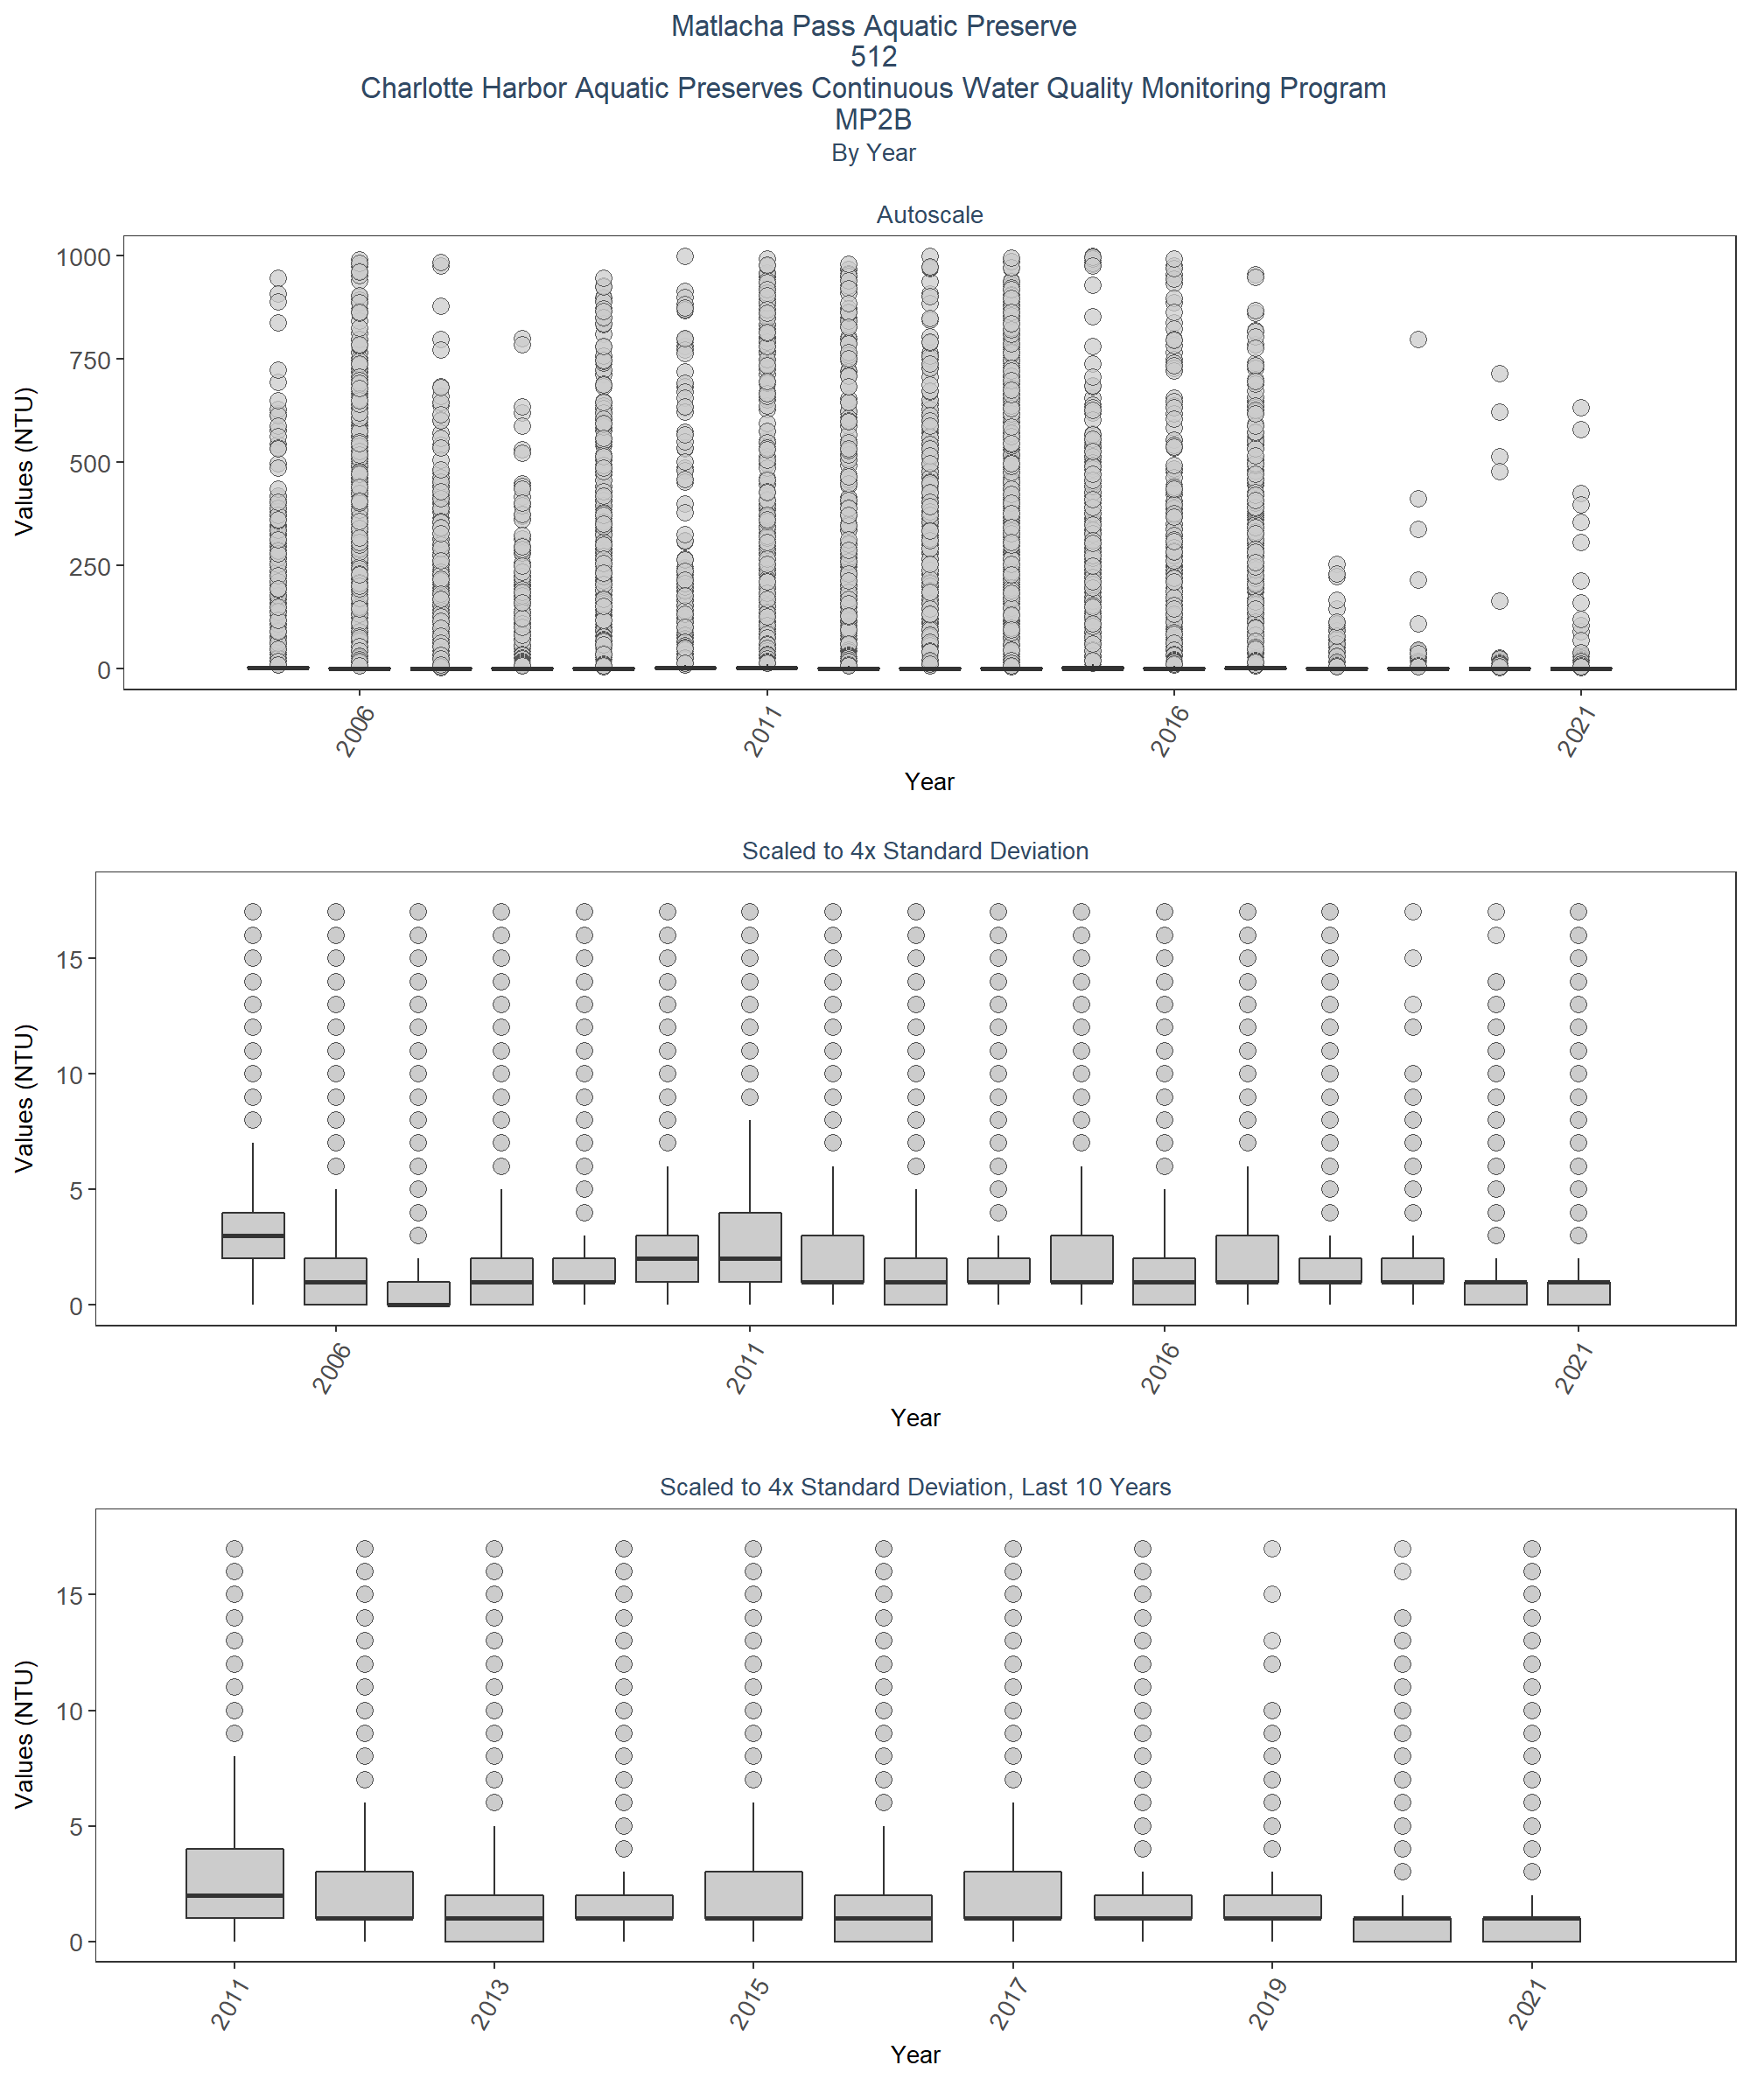 Matlacha Pass Aquatic Preserve
512
Charlotte Harbor Aquatic Preserves Continuous Water Quality Monitoring Program
MP2B
By Year
Autoscale
Values (NTU)
1000
750
500
250
0
2006
2011
2016
2021
Year
Scaled to 4x Standard Deviation
Values (NTU)
15
10
5
0
2006
2011
2016
2021
Year
Scaled to 4x Standard Deviation, Last 10 Years
Values (NTU)
15
10
5
0
2011
2013
2015
2017
2019
2021
Year